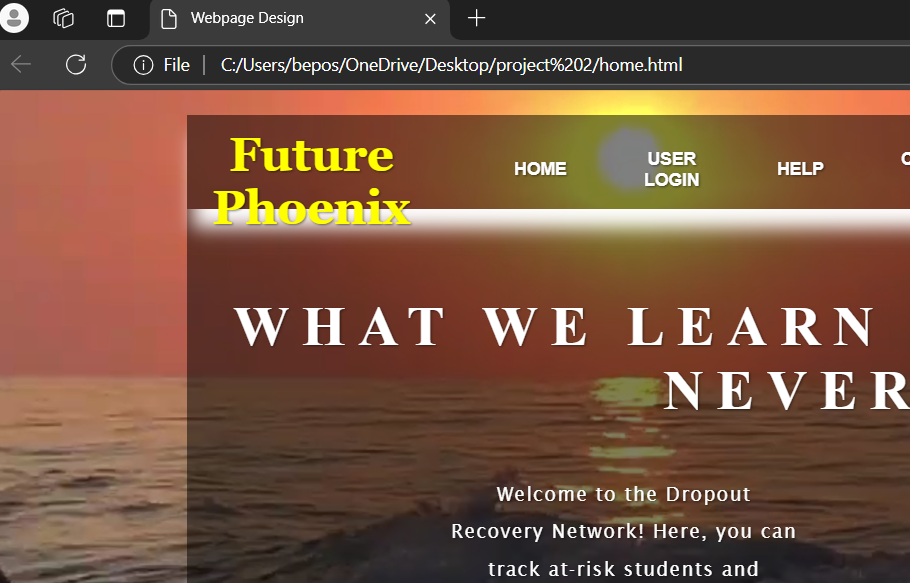 Webpage Design
File
C:/Users/bepos/OneDrive/Desktop/project%202/home.html
Future
Phoenix
HOME
USER
LOGIN
HELP
WHAT WE LEARN
NEVER
Welcome to the Dropout
Recovery Network! Here, you can
track at-risk students and